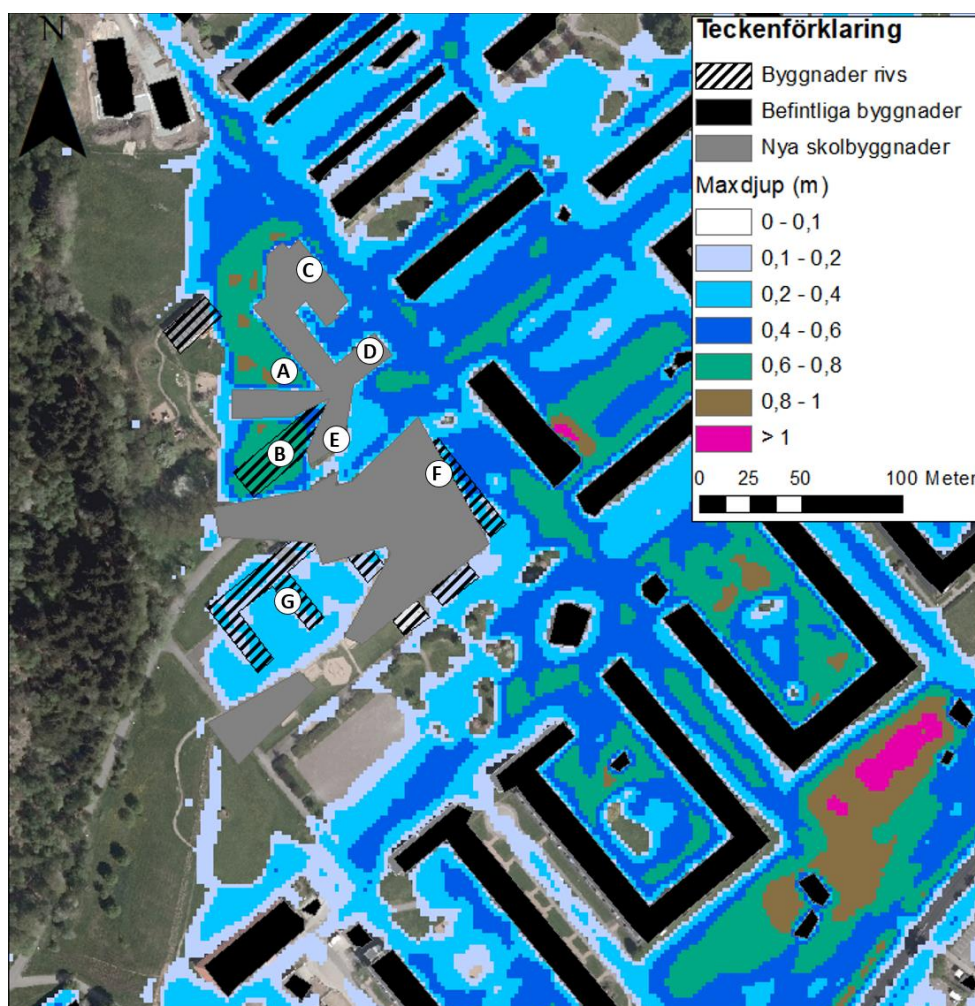 N
Teckenförklaring
Byggnader rivs
Befintliga byggnader
Nya skolbyggnader
Maxdjup (m)
0 - 0,1
0,1 - 0,2
0,2 - 0,4
0,4 - 0,6
0,6 - 0,8
0,8 - 1
> 1
0 25 50 100 Meter
C
D
A
E
B
F
G